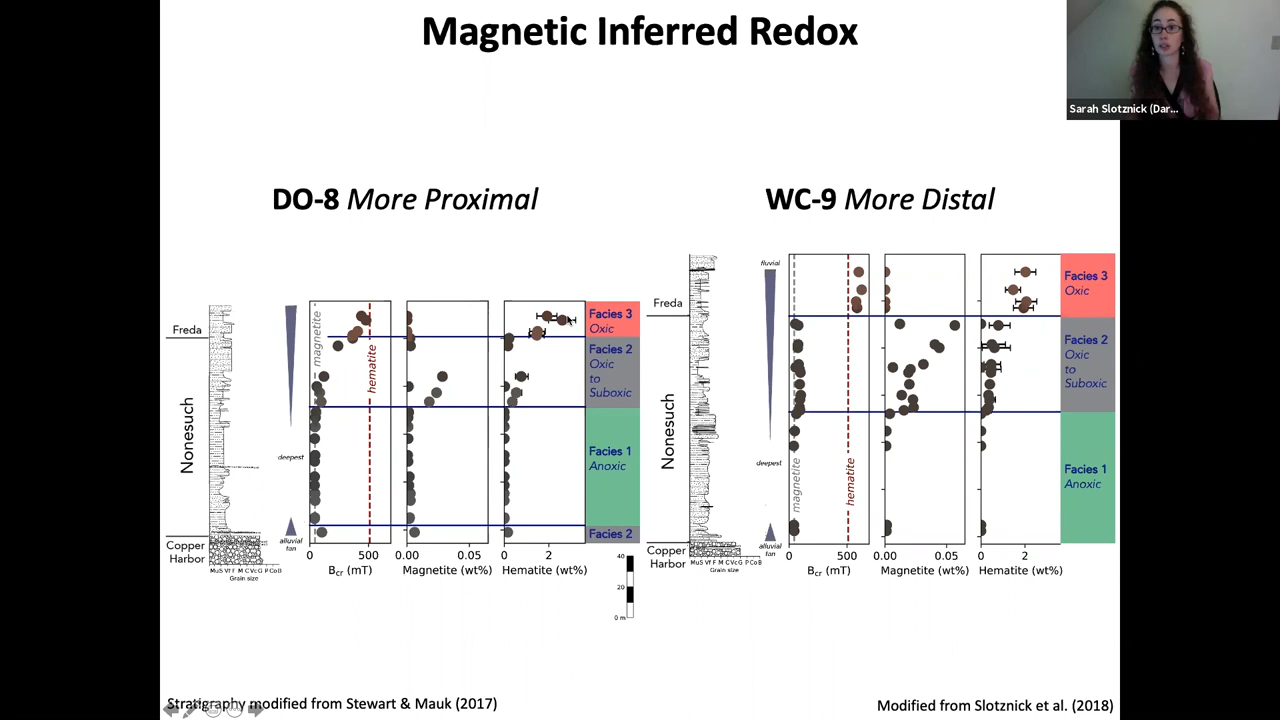 Magnetic Inferred Redox
Sarah Slotznick (Dar...
DO-8 More Proximal
WC-9 More Distal
Freda
Nonesuch
Copper
Harbor
MuS Vf F M C VcG P CoB
Grain size
deepest
alluvial
fan
magnetite
hematite
0 500
Bcr (mT)
0.00 0.05
Magnetite (wt%)
0 2
Hematite (wt%)
Facies 3
Oxic
Facies 2
Oxic
to
Suboxic
Facies 1
Anoxic
Facies 2
40
20
0 m
Freda
Nonesuch
Copper
Harbor
MuS Vf F M C VcG P CoB
Grain size
fluvial
deepest
alluvial
fan
magnetite
hematite
0 500
Bcr (mT)
0.00 0.05
Magnetite (wt%)
0 2
Hematite (wt%)
Facies 3
Oxic
Facies 2
Oxic
to
Suboxic
Facies 1
Anoxic
Stratigraphy modified from Stewart & Mauk (2017)
Modified from Slotznick et al. (2018)